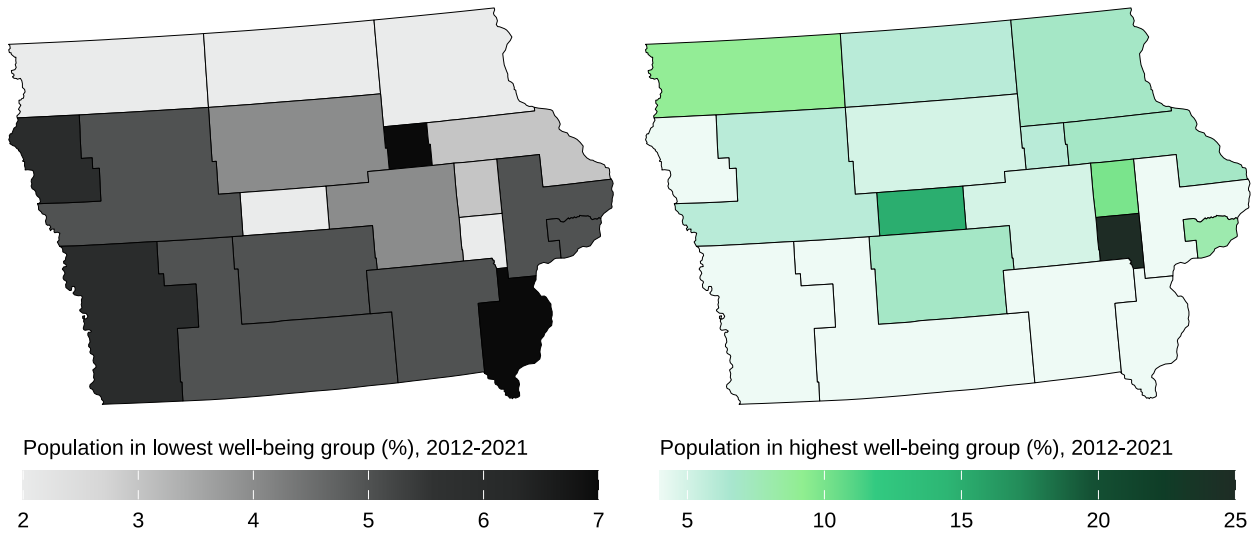 Population in lowest well-being group (%), 2012-2021
2 3 4 5 6 7
Population in highest well-being group (%), 2012-2021
5 10 15 20 25